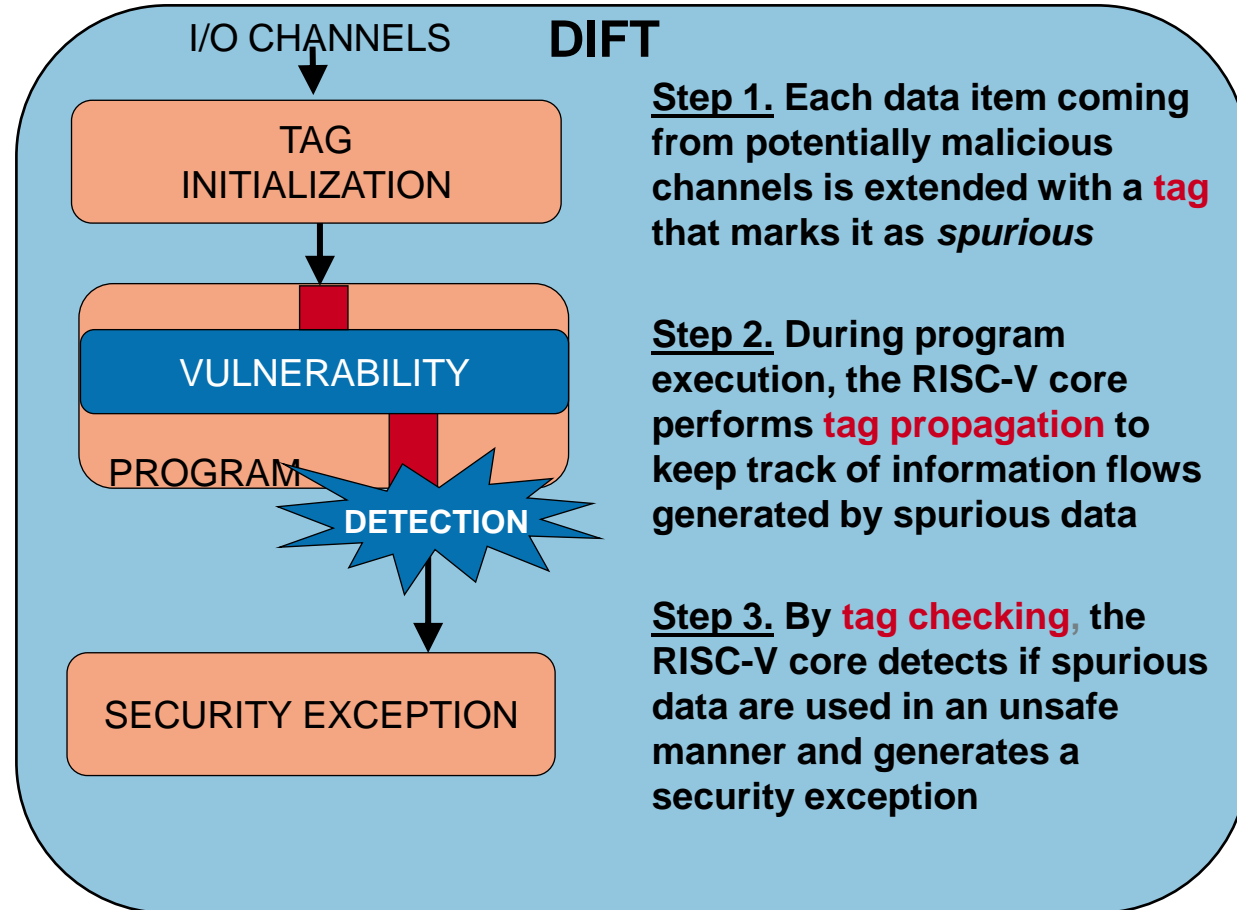 I/O CHANNELS
DIFT
TAG
INITIALIZATION
VULNERABILITY
PROGRAM
DETECTION
SECURITY EXCEPTION
Step 1. Each data item coming
from potentially malicious
channels is extended with a tag
that marks it as spurious
Step 2. During program
execution, the RISC-V core
performs tag propagation to
keep track of information flows
generated by spurious data
Step 3. By tag checking, the
RISC-V core detects if spurious
data are used in an unsafe
manner and generates a
security exception